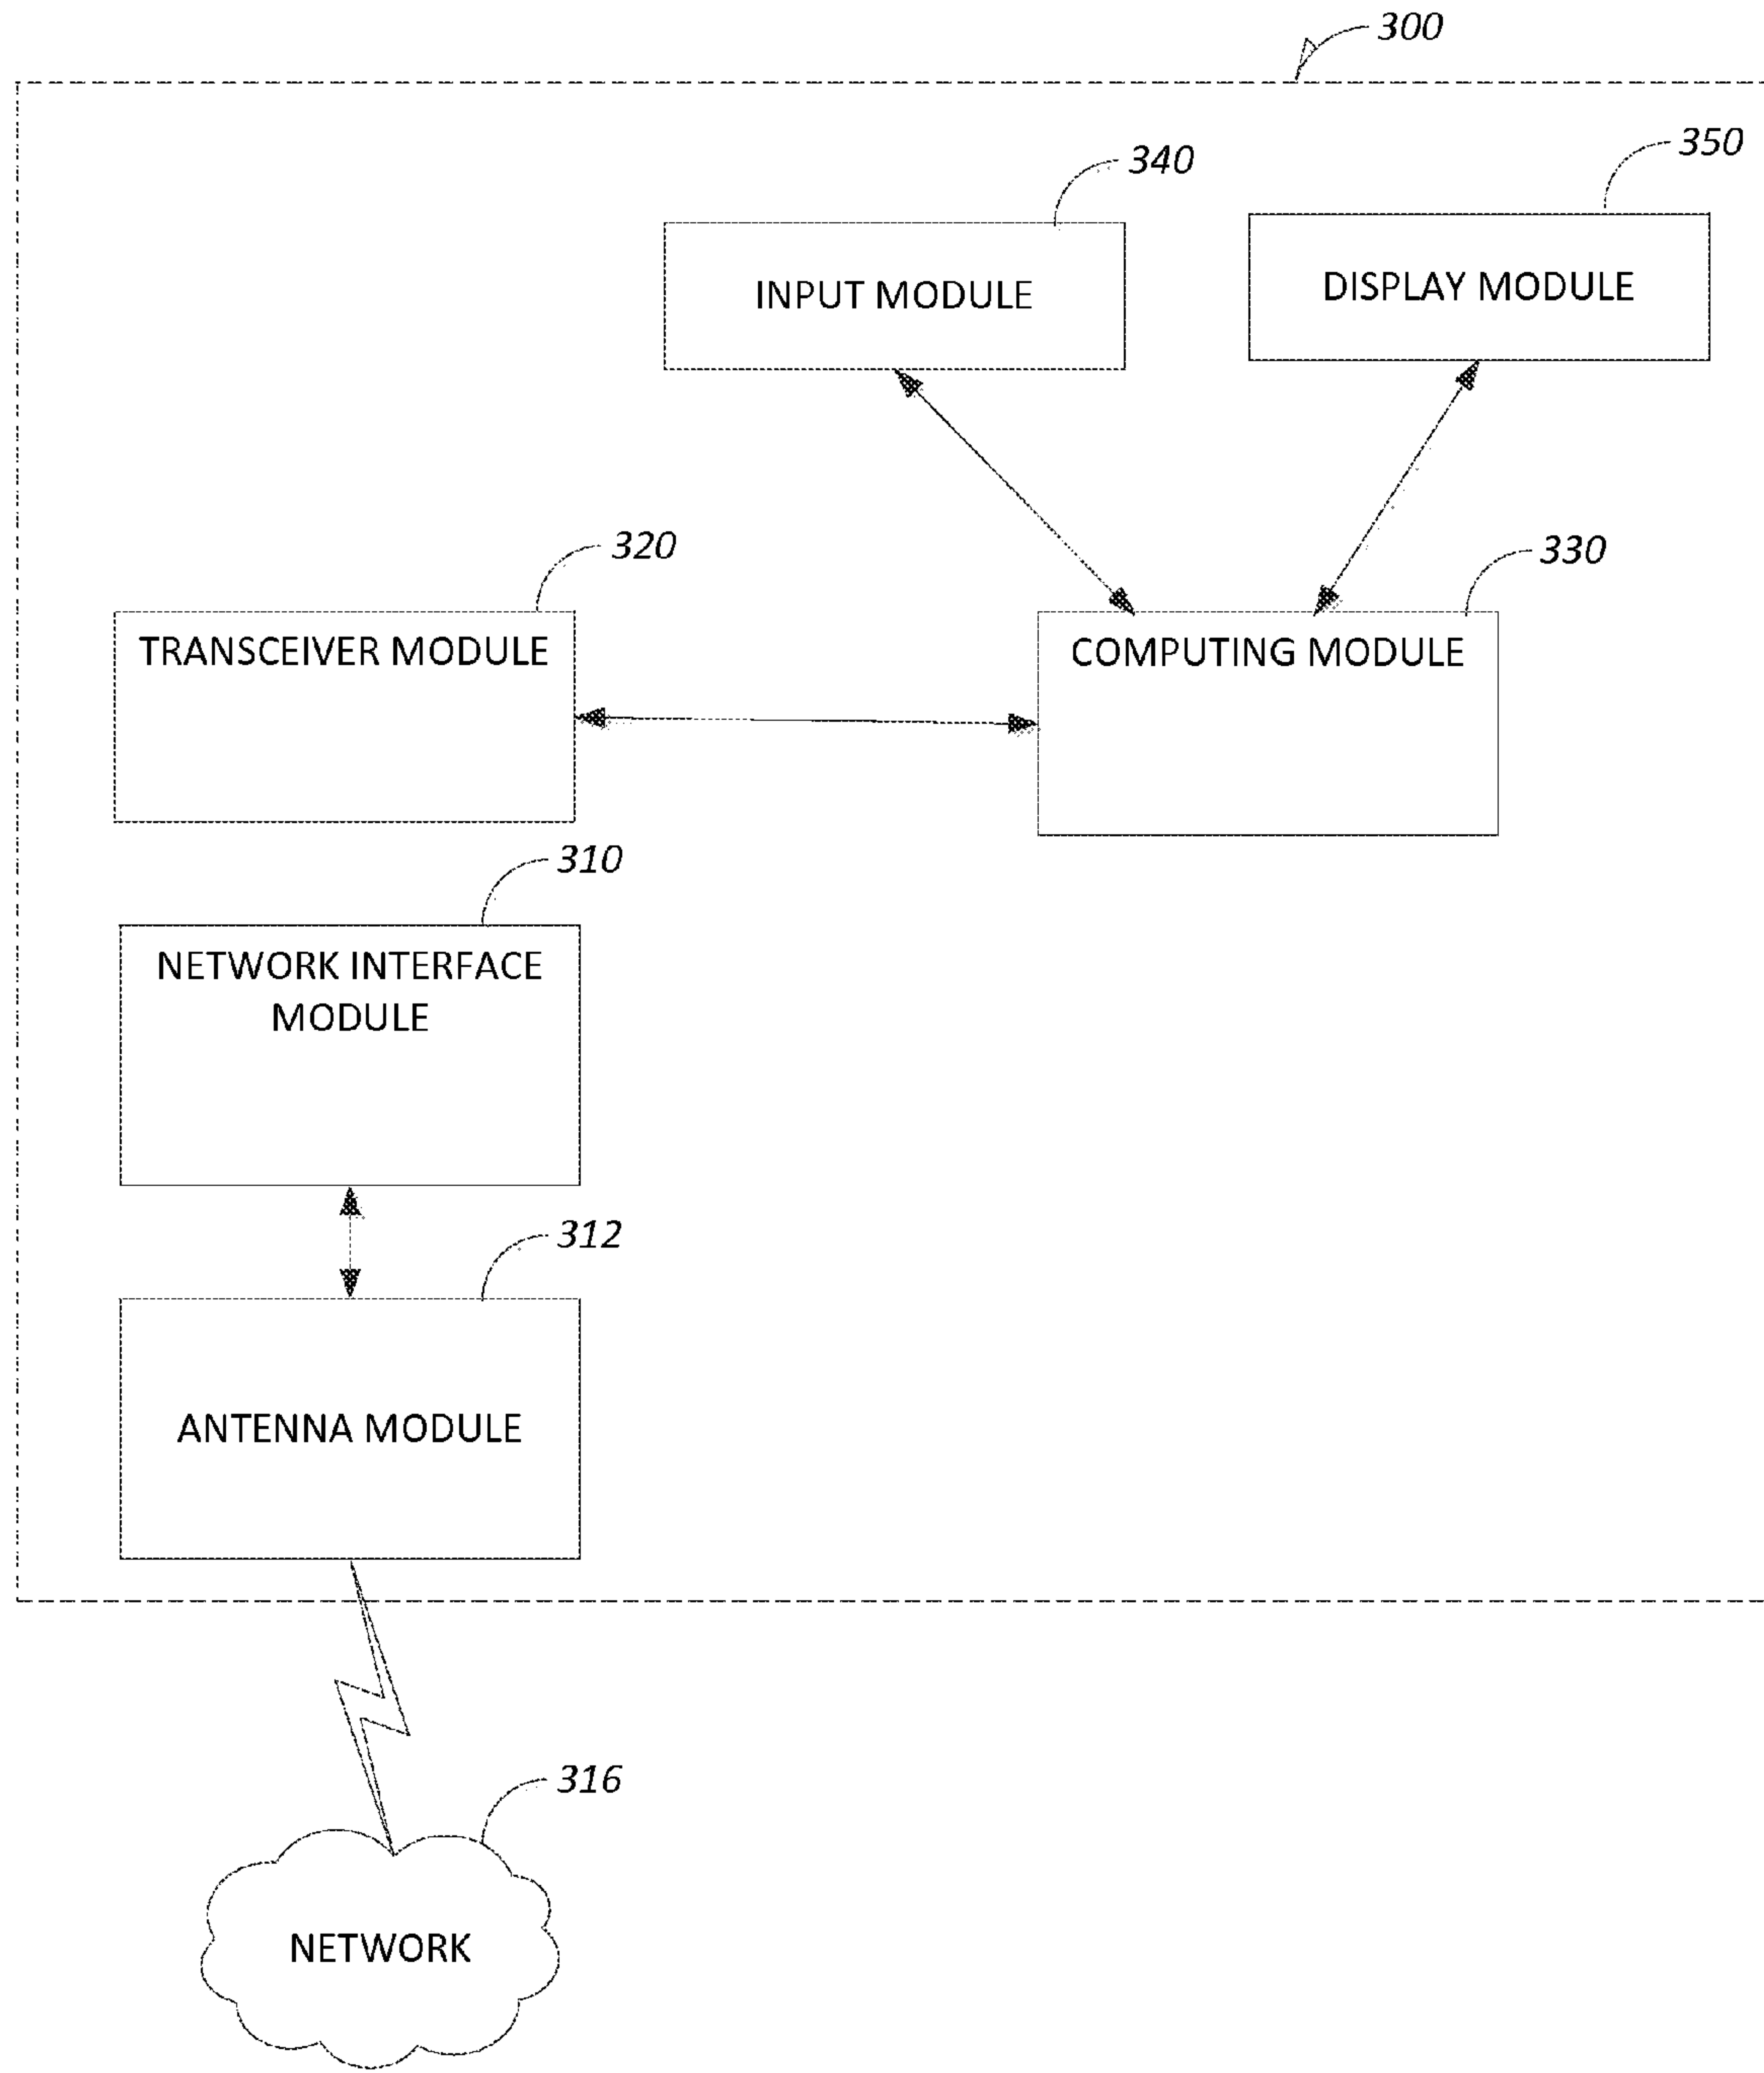 300
350
340
DISPLAY MODULE
INPUT MODULE
320
330
TRANSCEIVER MODULE
COMPUTING MODULE
310
NETWORK INTERFACE
MODULE
312
ANTENNA MODULE
316
NETWORK